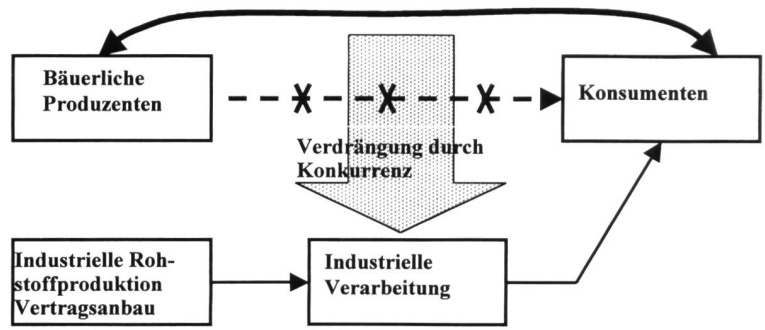 Bäuerliche
Produzenten
Konsumenten
Verdrängung durch
Konkurrenz
Industrielle Roh-
stoffproduktion
Vertragsanbau
Industrielle
Verarbeitung